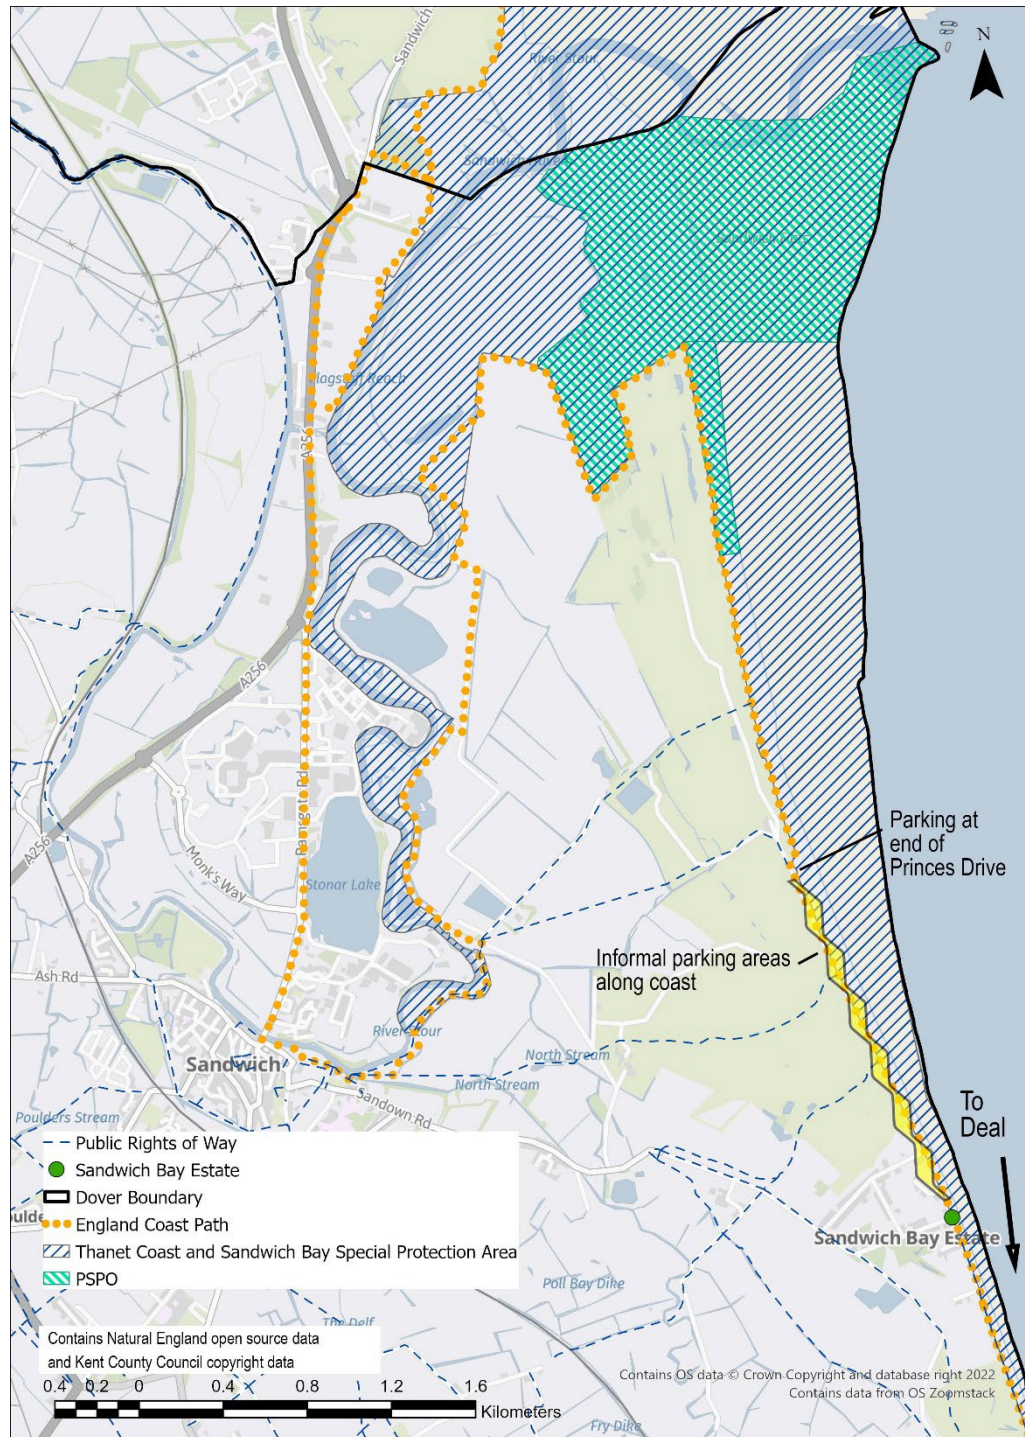 N
Sandwich
River Stour
Flagstaff Reach
A256
A256
A256
Monk's Way
Stonar Lake
Ash Rd
Sandwich
River Stour
North Stream
North Stream
Sandown Rd
Poulders Stream
Parking at
end of
Princes Drive
Informal parking areas
along coast
To
Deal
Sandwich Bay Estate
Poll Bay Dike
The Delf
Fry Dike
Public Rights of Way
Sandwich Bay Estate
Dover Boundary
England Coast Path
Thanet Coast and Sandwich Bay Special Protection Area
PSPO
Contains Natural England open source data
and Kent County Council copyright data
0.4 0.2 0 0.4 0.8 1.2 1.6
Kilometers
Contains OS data © Crown Copyright and database right 2022
Contains data from OS Zoomstack